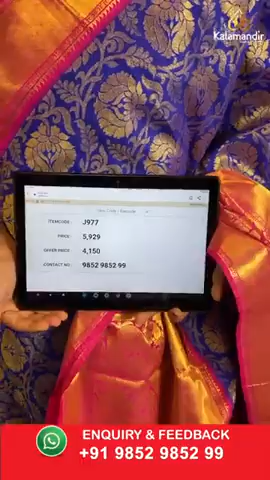 Kalamandir
ITEMCODE : J977
PRICE : 5,929
OFFER PRICE : 4,150
CONTACT NO : 9852 9852 99
ENQUIRY & FEEDBACK
+91 9852 9852 99